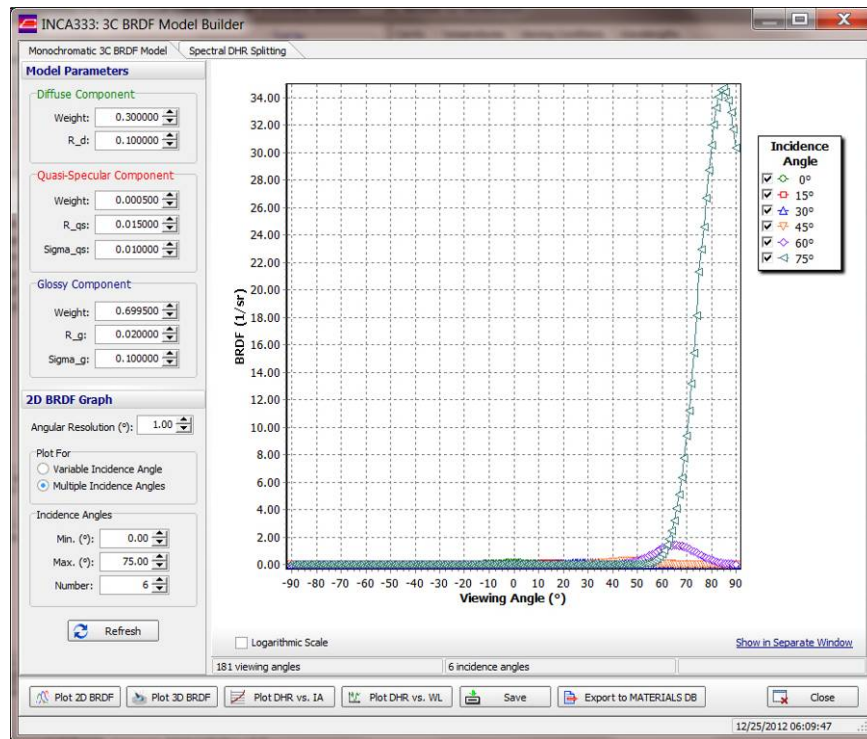 INCA333: 3C BRDF Model Builder
Monochromatic 3C BRDF Model
Spectral DHR Splitting
Model Parameters
Diffuse Component
Weight: 0.300000
R_d: 0.100000
Quasi-Specular Component
Weight: 0.000500
R_qs: 0.015000
Sigma_qs: 0.010000
Glossy Component
Weight: 0.699500
R_g: 0.020000
Sigma_g: 0.100000
2D BRDF Graph
Angular Resolution (°): 1.00
Plot For
Variable Incidence Angle
Multiple Incidence Angles
Incidence Angles
Min. (°): 0.00
Max. (°): 75.00
Number: 6
Refresh
BRDF (1/sr)
34.00
32.00
30.00
28.00
26.00
24.00
22.00
20.00
18.00
16.00
14.00
12.00
10.00
8.00
6.00
4.00
2.00
0.00
-90 -80 -70 -60 -50 -40 -30 -20 -10 0 10 20 30 40 50 60 70 80 90
Viewing Angle (°)
Incidence
Angle
0º
15º
30º
45º
60º
75º
Logarithmic Scale
Show in Separate Window
181 viewing angles
6 incidence angles
Plot 2D BRDF
Plot 3D BRDF
Plot DHR vs. IA
Plot DHR vs. WL
Save
Export to MATERIALS DB
Close
12/25/2012 06:09:47